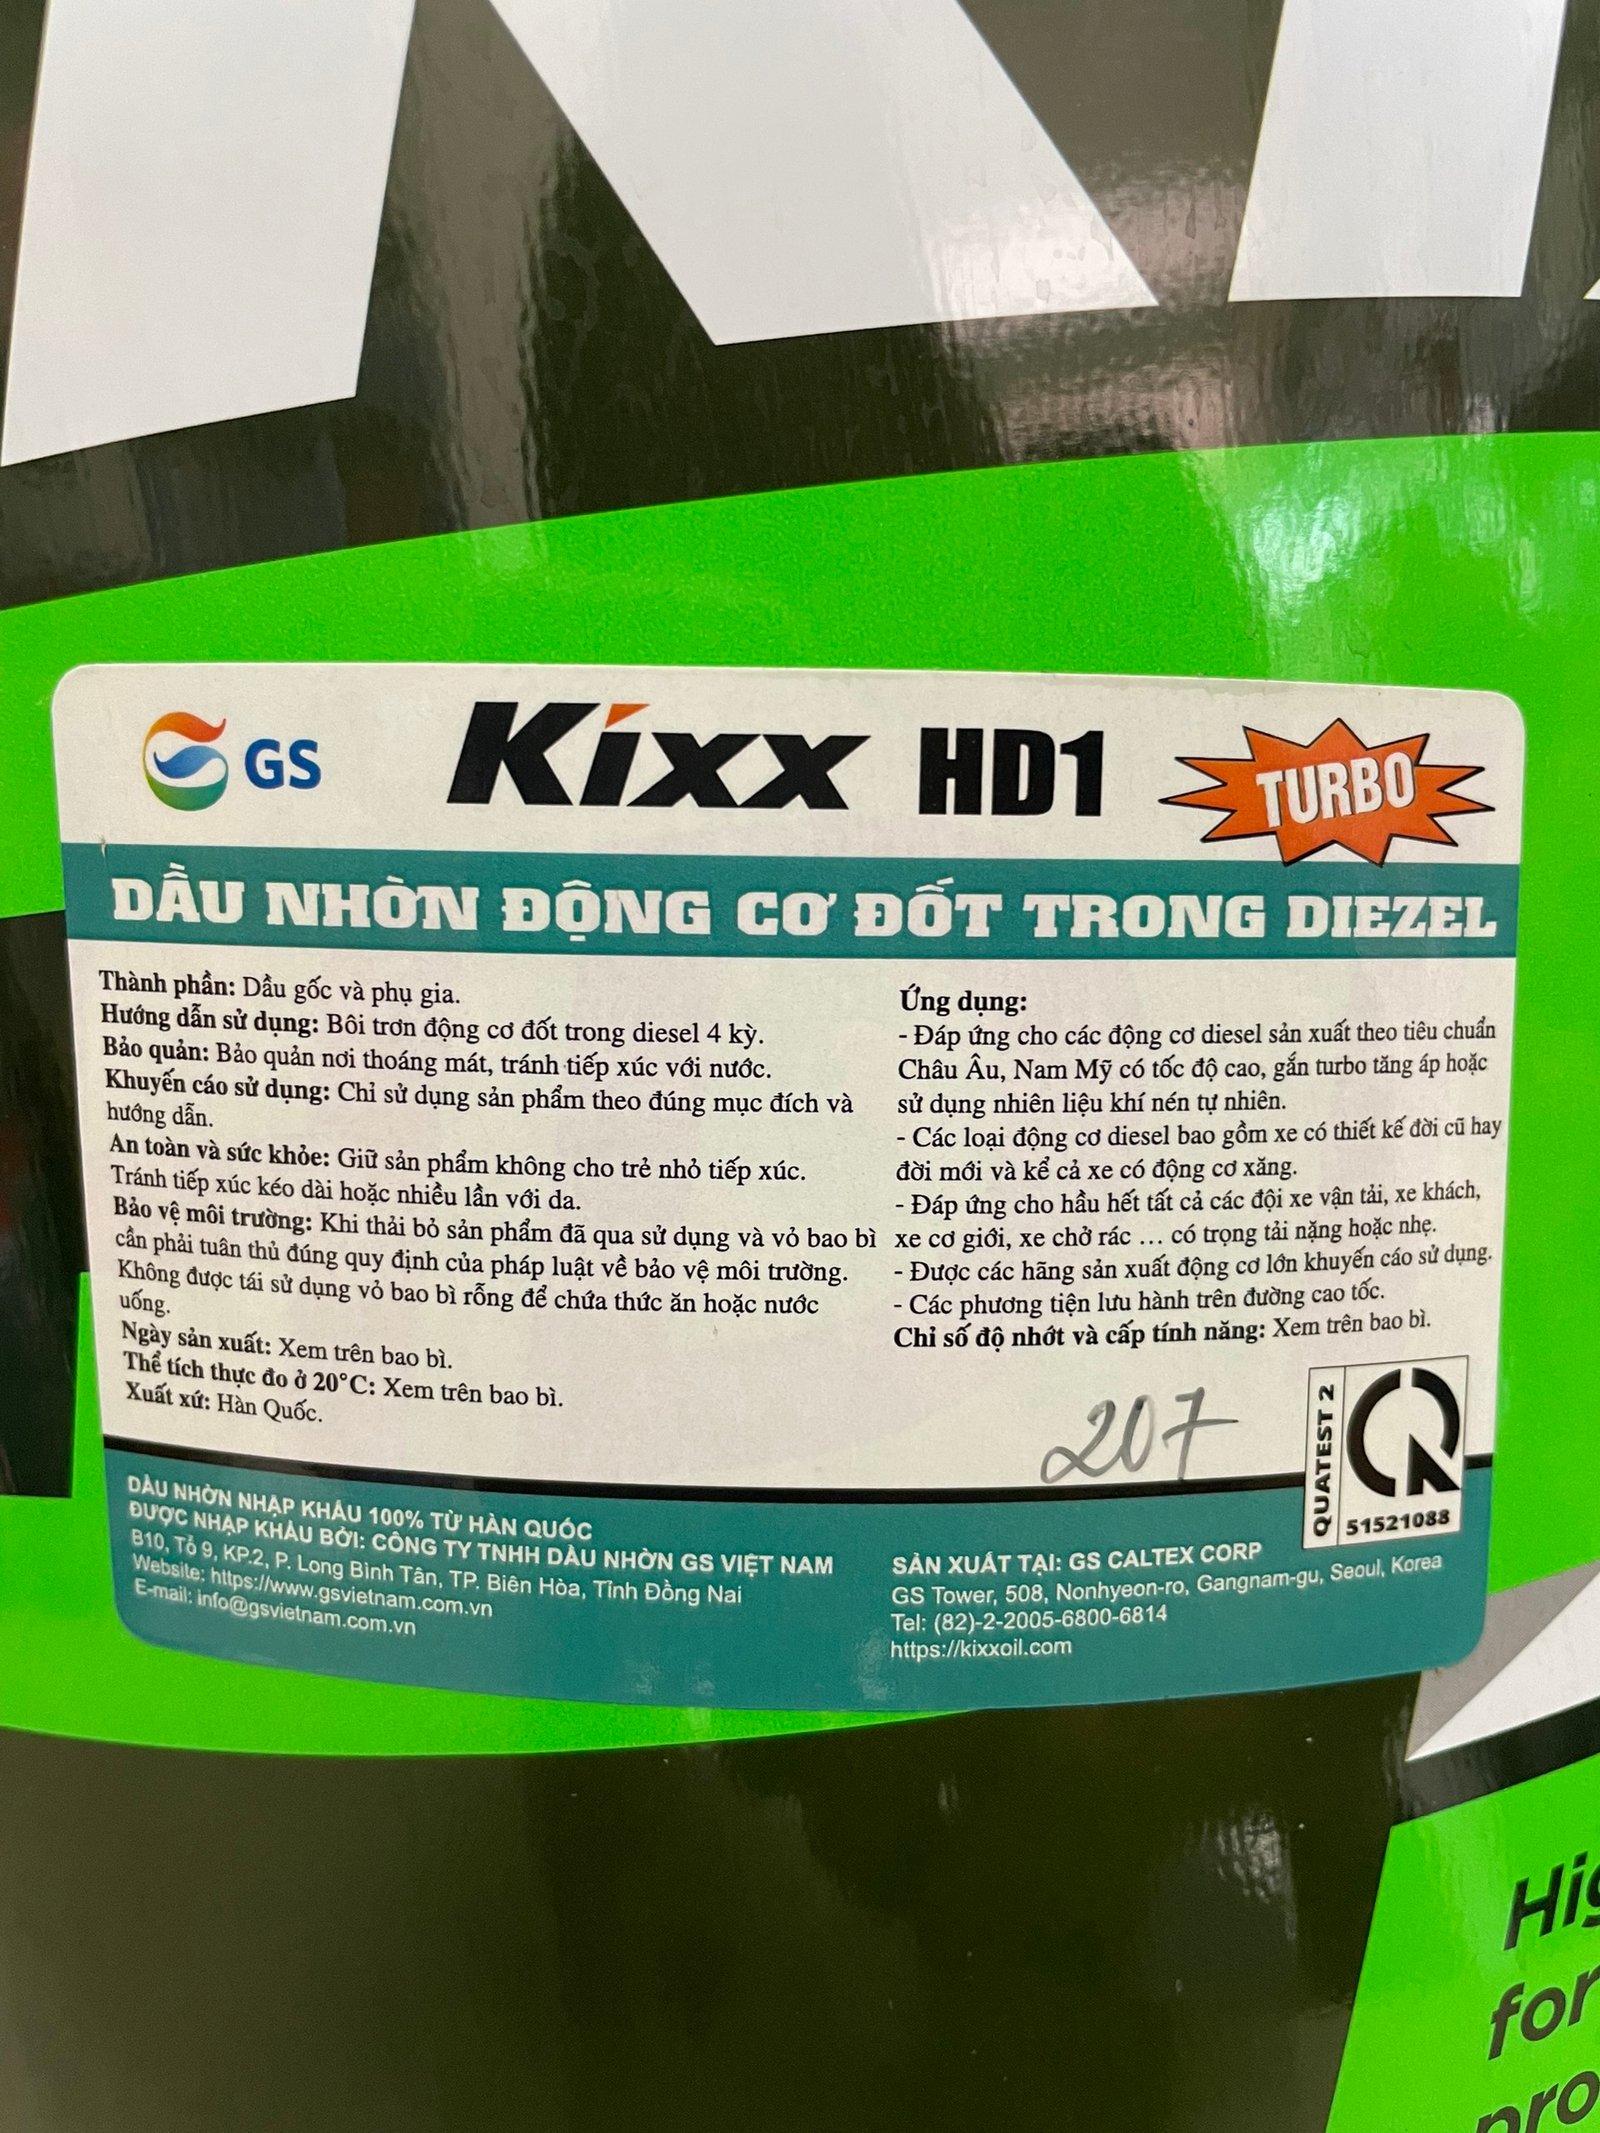 GS
Kixx HD1
TURBO
DẦU NHỜN ĐỘNG CƠ ĐỐT TRONG DIEZEL
Thành phần: Dầu gốc và phụ gia.
Hướng dẫn sử dụng: Bôi trơn động cơ đốt trong diesel 4 kỳ.
Bảo quản: Bảo quản nơi thoáng mát, tránh tiếp xúc với nước.
Khuyến cáo sử dụng: Chỉ sử dụng sản phẩm theo đúng mục đích và
hướng dẫn.
An toàn và sức khỏe: Giữ sản phẩm không cho trẻ nhỏ tiếp xúc.
Tránh tiếp xúc kéo dài hoặc nhiều lần với da.
Bảo vệ môi trường: Khi thải bỏ sản phẩm đã qua sử dụng và vỏ bao bì
cần phải tuân thủ đúng quy định của pháp luật về bảo vệ môi trường.
Không được tái sử dụng vỏ bao bì rỗng để chứa thức ăn hoặc nước
uống.
Ngày sản xuất: Xem trên bao bì.
Thể tích thực đo ở 20°C: Xem trên bao bì.
Xuất xứ: Hàn Quốc.
Ứng dụng:
- Đáp ứng cho các động cơ diesel sản xuất theo tiêu chuẩn
Châu Âu, Nam Mỹ có tốc độ cao, gắn turbo tăng áp hoặc
sử dụng nhiên liệu khí nén tự nhiên.
- Các loại động cơ diesel bao gồm xe có thiết kế đời cũ hay
đời mới và kể cả xe có động cơ xăng.
- Đáp ứng cho hầu hết tất cả các đội xe vận tải, xe khách,
xe cơ giới, xe chở rác ... có trọng tải nặng hoặc nhẹ.
- Được các hãng sản xuất động cơ lớn khuyến cáo sử dụng.
- Các phương tiện lưu hành trên đường cao tốc.
Chỉ số độ nhớt và cấp tính năng: Xem trên bao bì.
207
QUATEST 2
51521088
DẦU NHỜN NHẬP KHẨU 100% TỪ HÀN QUỐC
ĐƯỢC NHẬP KHẨU BỞI: CÔNG TY TNHH DẦU NHỜN GS VIỆT NAM
B10, Tổ 9, KP.2, P. Long Bình Tân, TP. Biên Hòa, Tỉnh Đồng Nai
Website: https://www.gsvietnam.com.vn
E-mail: info@gsvietnam.com.vn
SẢN XUẤT TẠI: GS CALTEX CORP
GS Tower, 508, Nonhyeon-ro, Gangnam-gu, Seoul, Korea
Tel: (82)-2-2005-6800-6814
https://kixxoil.com
for